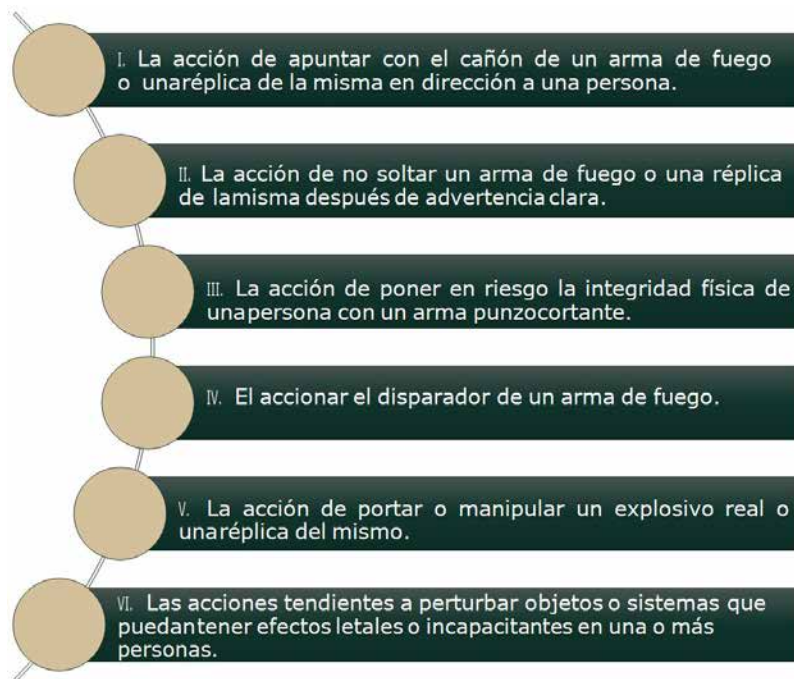 I. La acción de apuntar con el cañón de un arma de fuego
o unaréplica de la misma en dirección a una persona.
II. La acción de no soltar un arma de fuego o una réplica
de lamisma después de advertencia clara.
III. La acción de poner en riesgo la integridad física de
unapersona con un arma punzocortante.
IV. El accionar el disparador de un arma de fuego.
V. La acción de portar o manipular un explosivo real o
unaréplica del mismo.
VI. Las acciones tendientes a perturbar objetos o sistemas que
puedantener efectos letales o incapacitantes en una o más
personas.